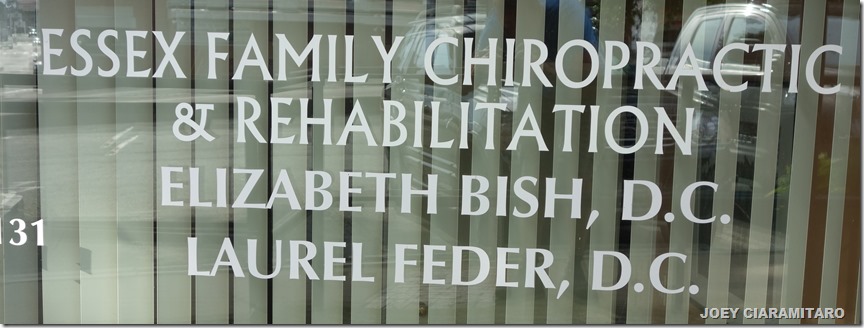 ESSEX FAMILY CHIROPRACTIC
& REHABILITATION
ELIZABETH BISH, D.C.
131
LAUREL FEDER, D.C.
JOEY CIARAMITARO